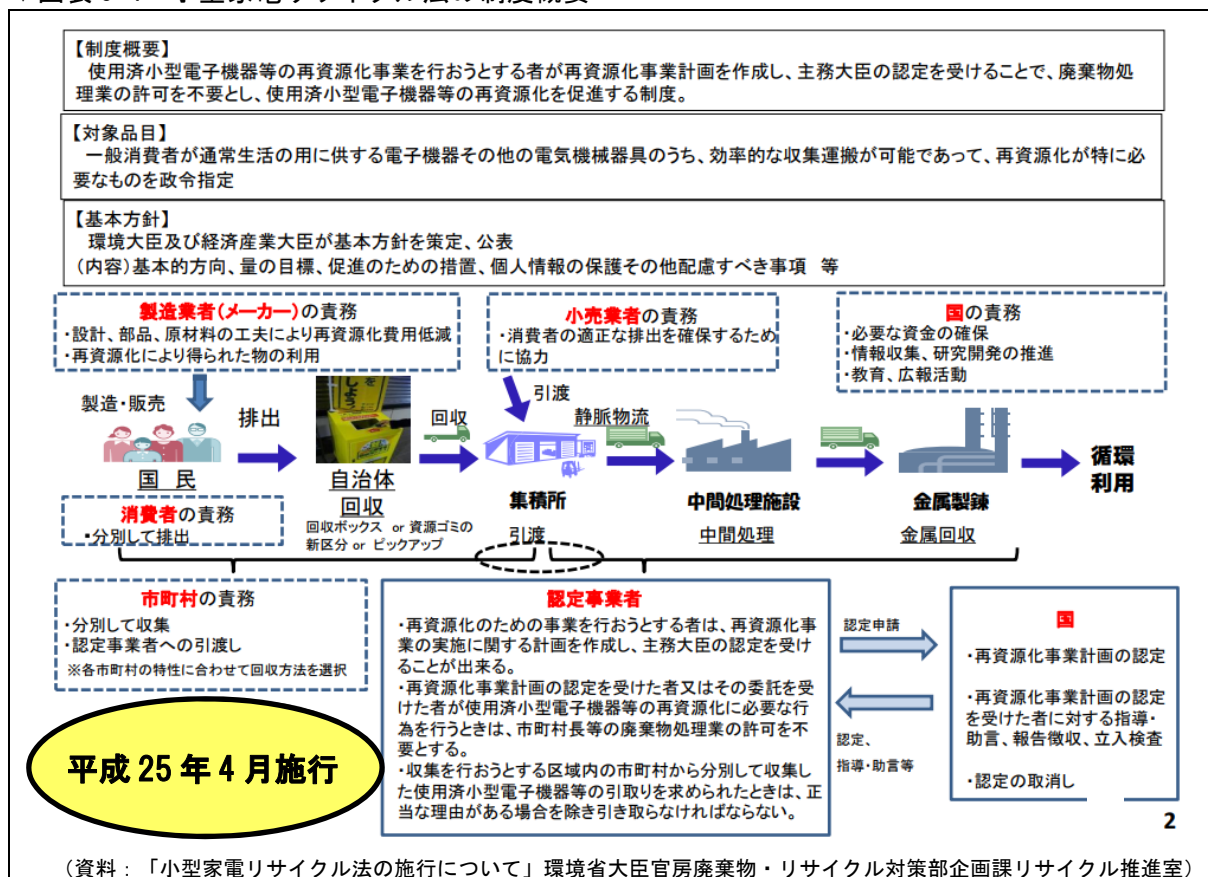 【制度概要】
使用済小型電子機器等の再資源化事業を行おうとする者が再資源化事業計画を作成し、主務大臣の認定を受けることで、廃棄物処
理業の許可を不要とし、使用済小型電子機器等の再資源化を促進する制度。
【対象品目】
一般消費者が通常生活の用に供する電子機器その他の電気機械器具のうち、効率的な収集運搬が可能であって、再資源化が特に必
要なものを政令指定
【基本方針】
環境大臣及び経済産業大臣が基本方針を策定、公表
(内容)基本的方向、量の目標、促進のための措置、個人情報の保護その他配慮すべき事項 等
製造業者(メーカー)の責務
・設計、部品、原材料の工夫により再資源化費用低減
・再資源化により得られた物の利用
小売業者の責務
・消費者の適正な排出を確保するため
に協力
国の責務
・必要な資金の確保
・情報収集、研究開発の推進
・教育、広報活動
製造・販売
排出
回収
引渡
静脈物流
国 民
自治体
回収
回収ボックス or 資源ゴミの
新区分 or ピックアップ
集積所
引渡
中間処理施設
中間処理
金属製錬
金属回収
循環
利用
消費者の責務
・分別して排出
市町村の責務
・分別して収集
・認定事業者への引渡し
※各市町村の特性に合わせて回収方法を選択
平成25年4月施行
認定事業者
・再資源化のための事業を行おうとする者は、再資源化事
業の実施に関する計画を作成し、主務大臣の認定を受け
ることが出来る。
・再資源化事業計画の認定を受けた者又はその委託を受
けた者が使用済小型電子機器等の再資源化に必要な行
為を行うときは、市町村長等の廃棄物処理業の許可を不
要とする。
・収集を行おうとする区域内の市町村から分別して収集し
た使用済小型電子機器等の引取りを求められたときは、正
当な理由がある場合を除き引き取らなければならない。
認定申請
認定、
指導・助言等
国
・再資源化事業計画の認定
・再資源化事業計画の認定
を受けた者に対する指導・
助言、報告徴収、立入検査
・認定の取消し
2
(資料:「小型家電リサイクル法の施行について」環境省大臣官房廃棄物・リサイクル対策部企画課リサイクル推進室)